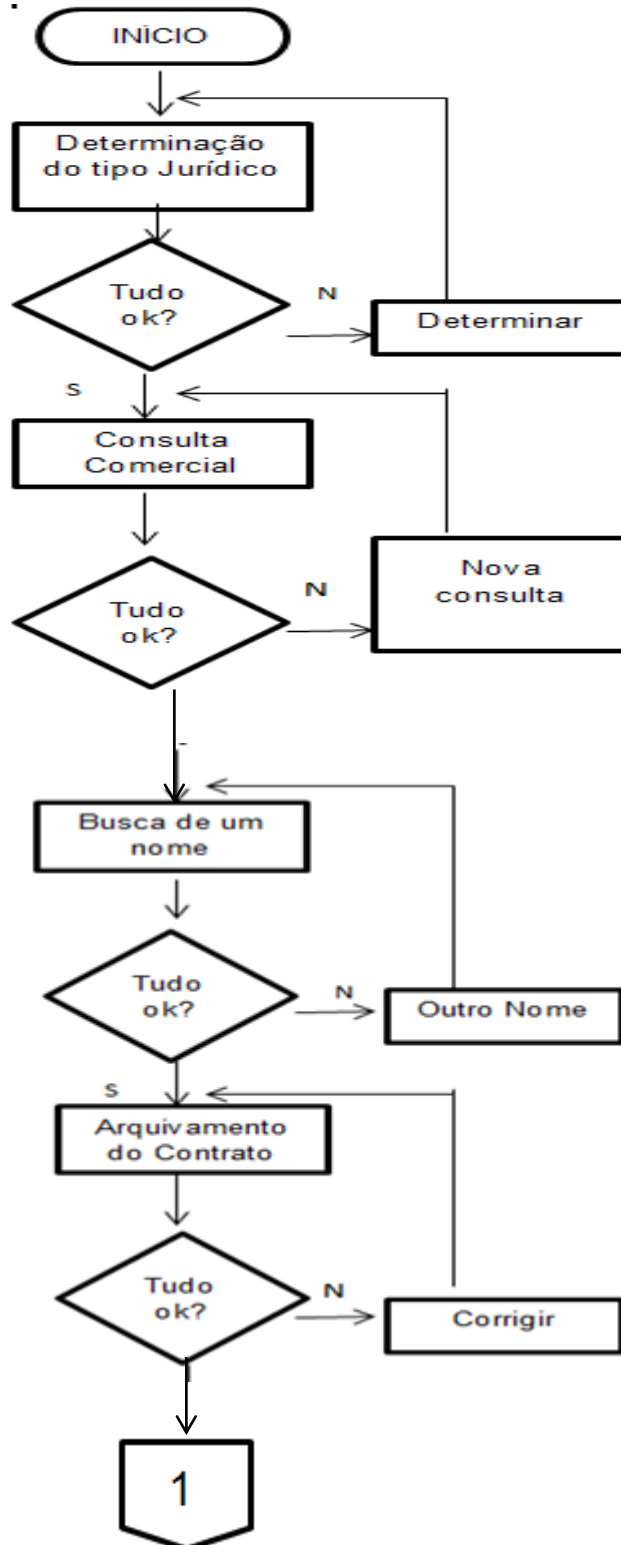 INÌCIO
Determinação
do tipo Jurídico
Tudo
ok?
N
Determinar
S
Consulta
Comercial
Tudo
ok?
N
Nova
consulta
Busca de um
nome
Tudo
ok?
N
Outro Nome
S
Arquivamento
do Contrato
Tudo
ok?
N
Corrigir
1